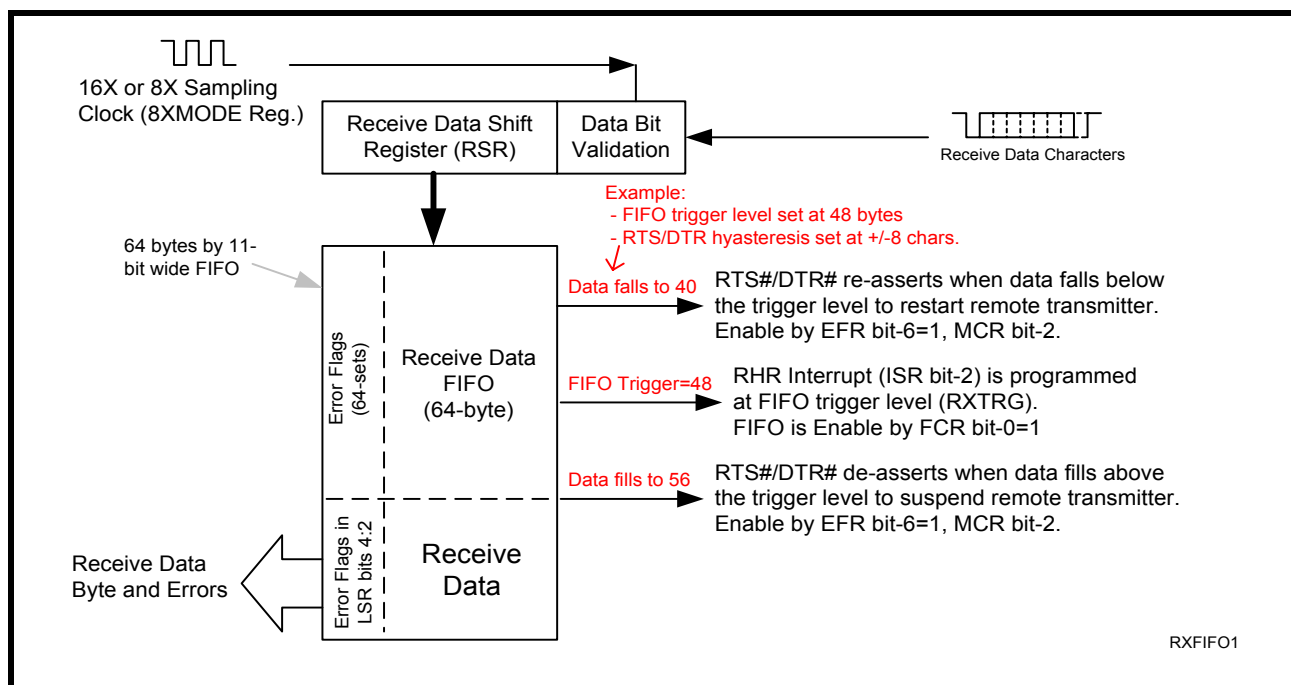 16X or 8X Sampling
Clock (8XMODE Reg.)
Receive Data Shift
Register (RSR)
Data Bit
Validation
Receive Data Characters
Example:
- FIFO trigger level set at 48 bytes
- RTS/DTR hyasteresis set at +/-8 chars.
64 bytes by 11-
bit wide FIFO
Data falls to 40
RTS#/DTR# re-asserts when data falls below
the trigger level to restart remote transmitter.
Enable by EFR bit-6=1, MCR bit-2.
Error Flags
(64-sets)
Receive Data
FIFO
(64-byte)
FIFO Trigger=48
RHR Interrupt (ISR bit-2) is programmed
at FIFO trigger level (RXTRG).
FIFO is Enable by FCR bit-0=1
Data fills to 56
RTS#/DTR# de-asserts when data fills above
the trigger level to suspend remote transmitter.
Enable by EFR bit-6=1, MCR bit-2.
Receive Data
Byte and Errors
Error Flags in
LSR bits 4:2
Receive
Data
RXFIFO1